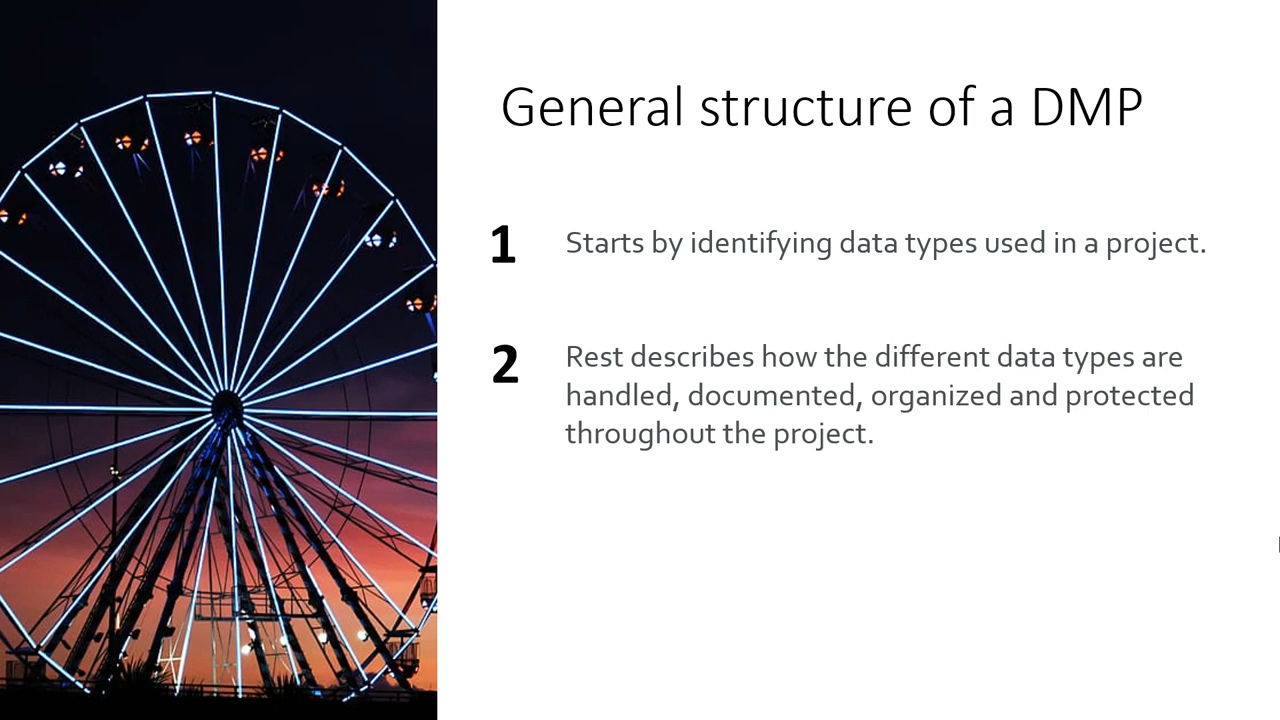 General structure of a DMP
1
Starts by identifying data types used in a project.
2
Rest describes how the different data types are
handled, documented, organized and protected
throughout the project.